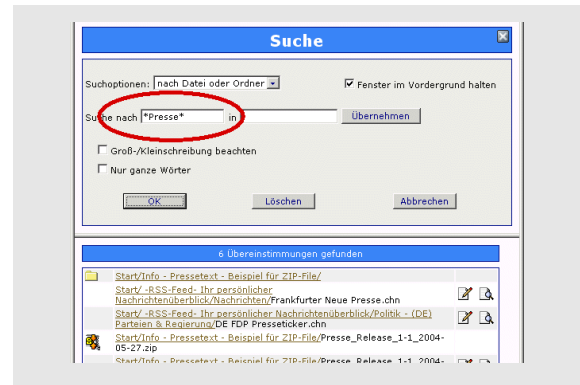 Suche
Suchoptionen: nach Datei oder Ordner
Fenster im Vordergrund halten
Suche nach *Presse* in / Übernehmen
Groß-/Kleinschreibung beachten
Nur ganze Wörter
OK Löschen Abbrechen
6 Übereinstimmungen gefunden
Start/Info - Pressetext - Beispiel für ZIP-File/
Start/ -RSS-Feed- Ihr persönlicher
Nachrichtenüberblick/Nachrichten/Frankfurter Neue Presse.chn
Start/ -RSS-Feed- Ihr persönlicher Nachrichtenüberblick/Politik - (DE)
Parteien & Regierung/DE FDP Presseticker.chn
Start/Info - Pressetext - Beispiel für ZIP-File/Presse_Release_1-1_2004-
05-27.zip
Start/Info - Pressetext - Beispiel für ZIP-File/Presse_Release_1-1_2004-